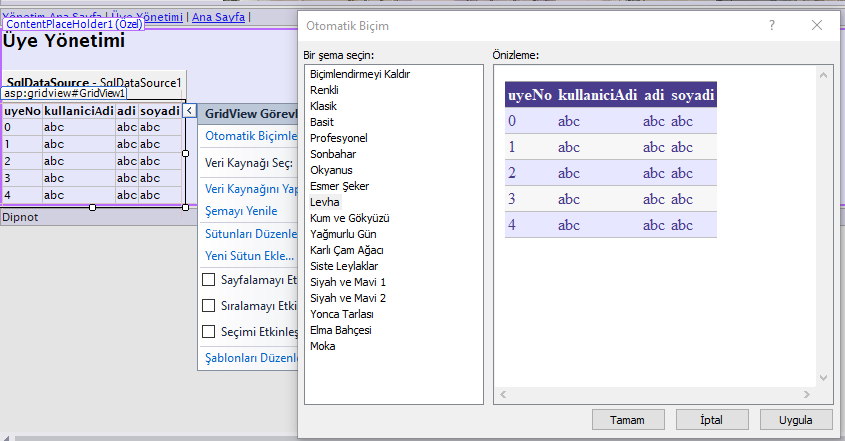 Yönetim Ana Sayfa | Üye Yönetimi | Ana Sayfa |
ContentPlaceHolder1 (Özel)
Üye Yönetimi
SqlDataSource - SqlDataSource1
asp:gridview#GridView1
uyeNo kullaniciAdi adi soyadi
0 abc abc abc
1 abc abc abc
2 abc abc abc
3 abc abc abc
4 abc abc abc
Dipnot
<
GridView Görevl
Otomatik Biçimle
Veri Kaynağı Seç:
Veri Kaynağını Yap
Şemayı Yenile
Sütunları Düzenle
Yeni Sütun Ekle...
Sayfalamayı Et
Sıralamayı Etkin
Seçimi Etkinleş
Şablonları Düzenle
Otomatik Biçim
?
Bir şema seçin:
Biçimlendirmeyi Kaldır
Renkli
Klasik
Basit
Profesyonel
Sonbahar
Okyanus
Esmer Şeker
Levha
Kum ve Gökyüzü
Yağmurlu Gün
Karlı Çam Ağacı
Siste Leylaklar
Siyah ve Mavi 1
Siyah ve Mavi 2
Yonca Tarlası
Elma Bahçesi
Moka
Önizleme:
uyeNo kullaniciAdi adi soyadi
0 abc abc abc
1 abc abc abc
2 abc abc abc
3 abc abc abc
4 abc abc abc
Tamam
İptal
Uygula